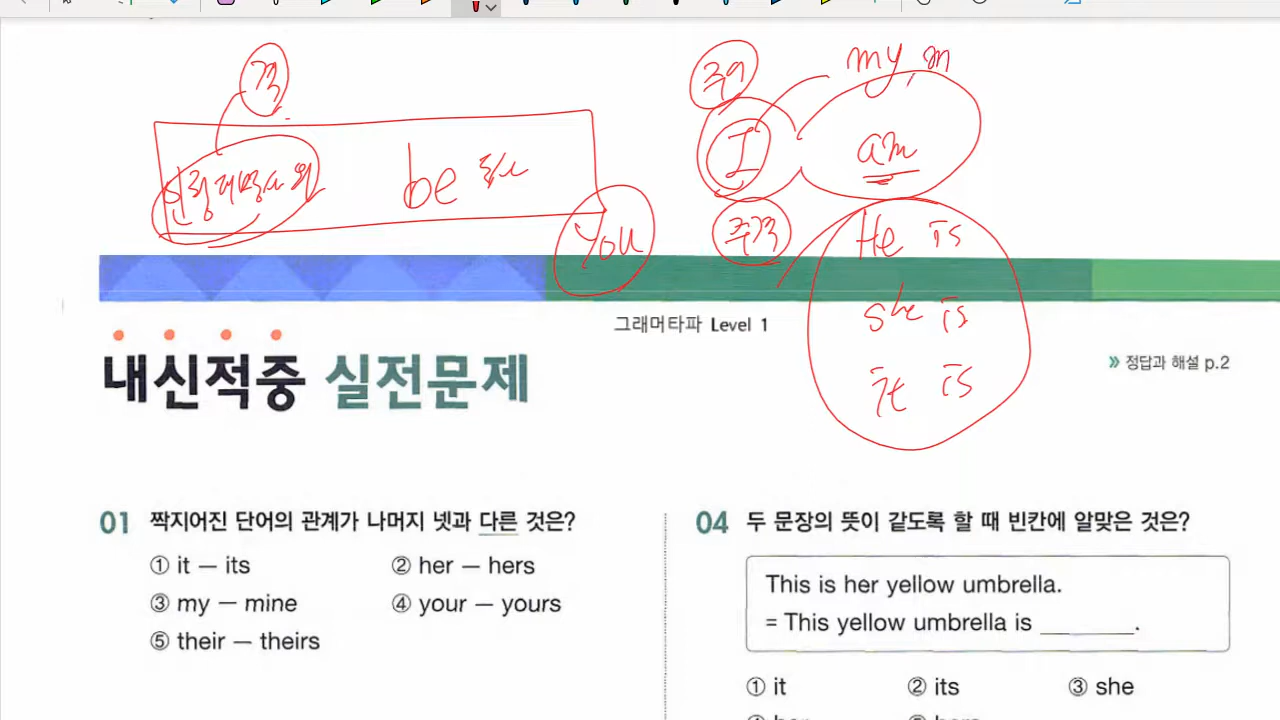 격
주어
my, m
I
am
인칭대명사 와
be 동사
You
주격
He is
she is
it is
그래머타파 Level 1
내신적중 실전문제
» 정답과 해설 p.2
01 짝지어진 단어의 관계가 나머지 넷과 다른 것은?
① it – its ② her – hers
③ my – mine ④ your – yours
⑤ their – theirs
04 두 문장의 뜻이 같도록 할 때 빈칸에 알맞은 것은?
This is her yellow umbrella.
= This yellow umbrella is ________.
① it ② its ③ she